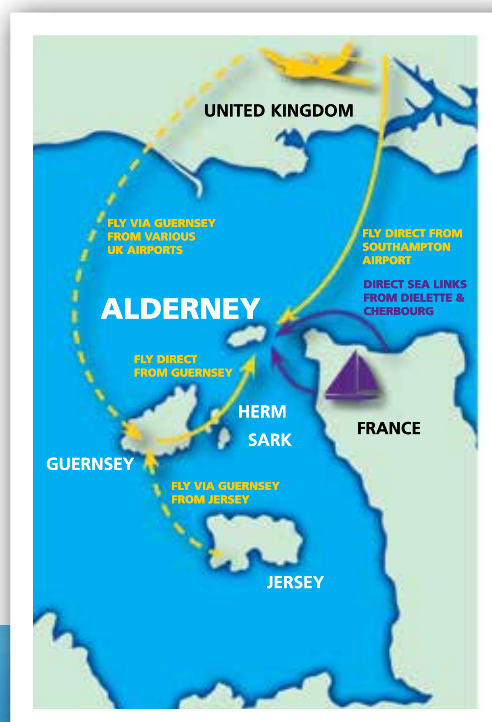 UNITED KINGDOM
FLY VIA GUERNSEY
FROM VARIOUS
UK AIRPORTS
FLY DIRECT FROM
SOUTHAMPTON
AIRPORT
DIRECT SEA LINKS
FROM DIELETTE &
CHERBOURG
ALDERNEY
FLY DIRECT
FROM GUERNSEY
HERM
SARK
FRANCE
GUERNSEY
FLY VIA GUERNSEY
FROM JERSEY
JERSEY